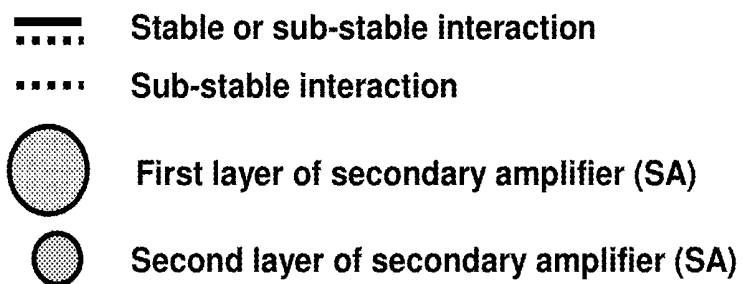 Stable or sub-stable interaction
Sub-stable interaction
First layer of secondary amplifier (SA)
Second layer of secondary amplifier (SA)